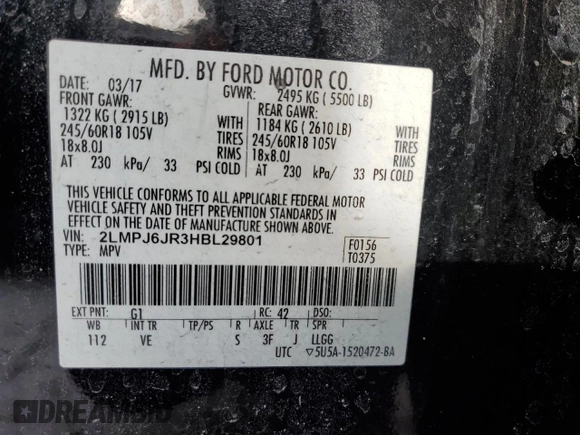 MFD. BY FORD MOTOR CO.
DATE: 03/17 GVWR: 2495 KG ( 5500 LB)
FRONT GAWR: REAR GAWR:
1322 KG ( 2915 LB) WITH 1184 KG ( 2610 LB) WITH
245/60R18 105V TIRES 245/60R18 105V TIRES
18x8.0J RIMS 18x8.0J RIMS
AT 230 kPa/ 33 PSI COLD AT 230 kPa/ 33 PSI COLD
THIS VEHICLE CONFORMS TO ALL APPLICABLE FEDERAL MOTOR
VEHICLE SAFETY AND THEFT PREVENTION STANDARDS IN
EFFECT ON THE DATE OF MANUFACTURE SHOWN ABOVE.
VIN: 2LMPJ6JR3HBL29801 F0156
TYPE: MPV T0375
EXT PNT: G1 RC: 42 DSO:
WB INT TR TP/PS R AXLE TR SPR
112 VE S 3F J LLGG
UTC ▽5U5A-1520472-BA
DREAMBID